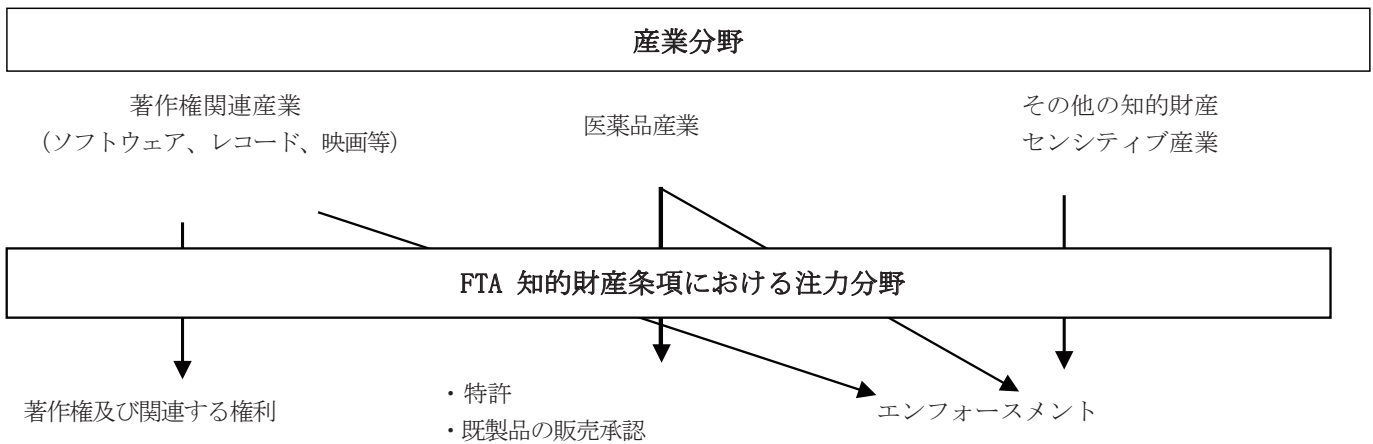 産業分野
著作権関連産業
（ソフトウェア、レコード、映画等）
医薬品産業
その他の知的財産
センシティブ産業
FTA 知的財産条項における注力分野
著作権及び関連する権利
・特許
・既製品の販売承認
エンフォースメント